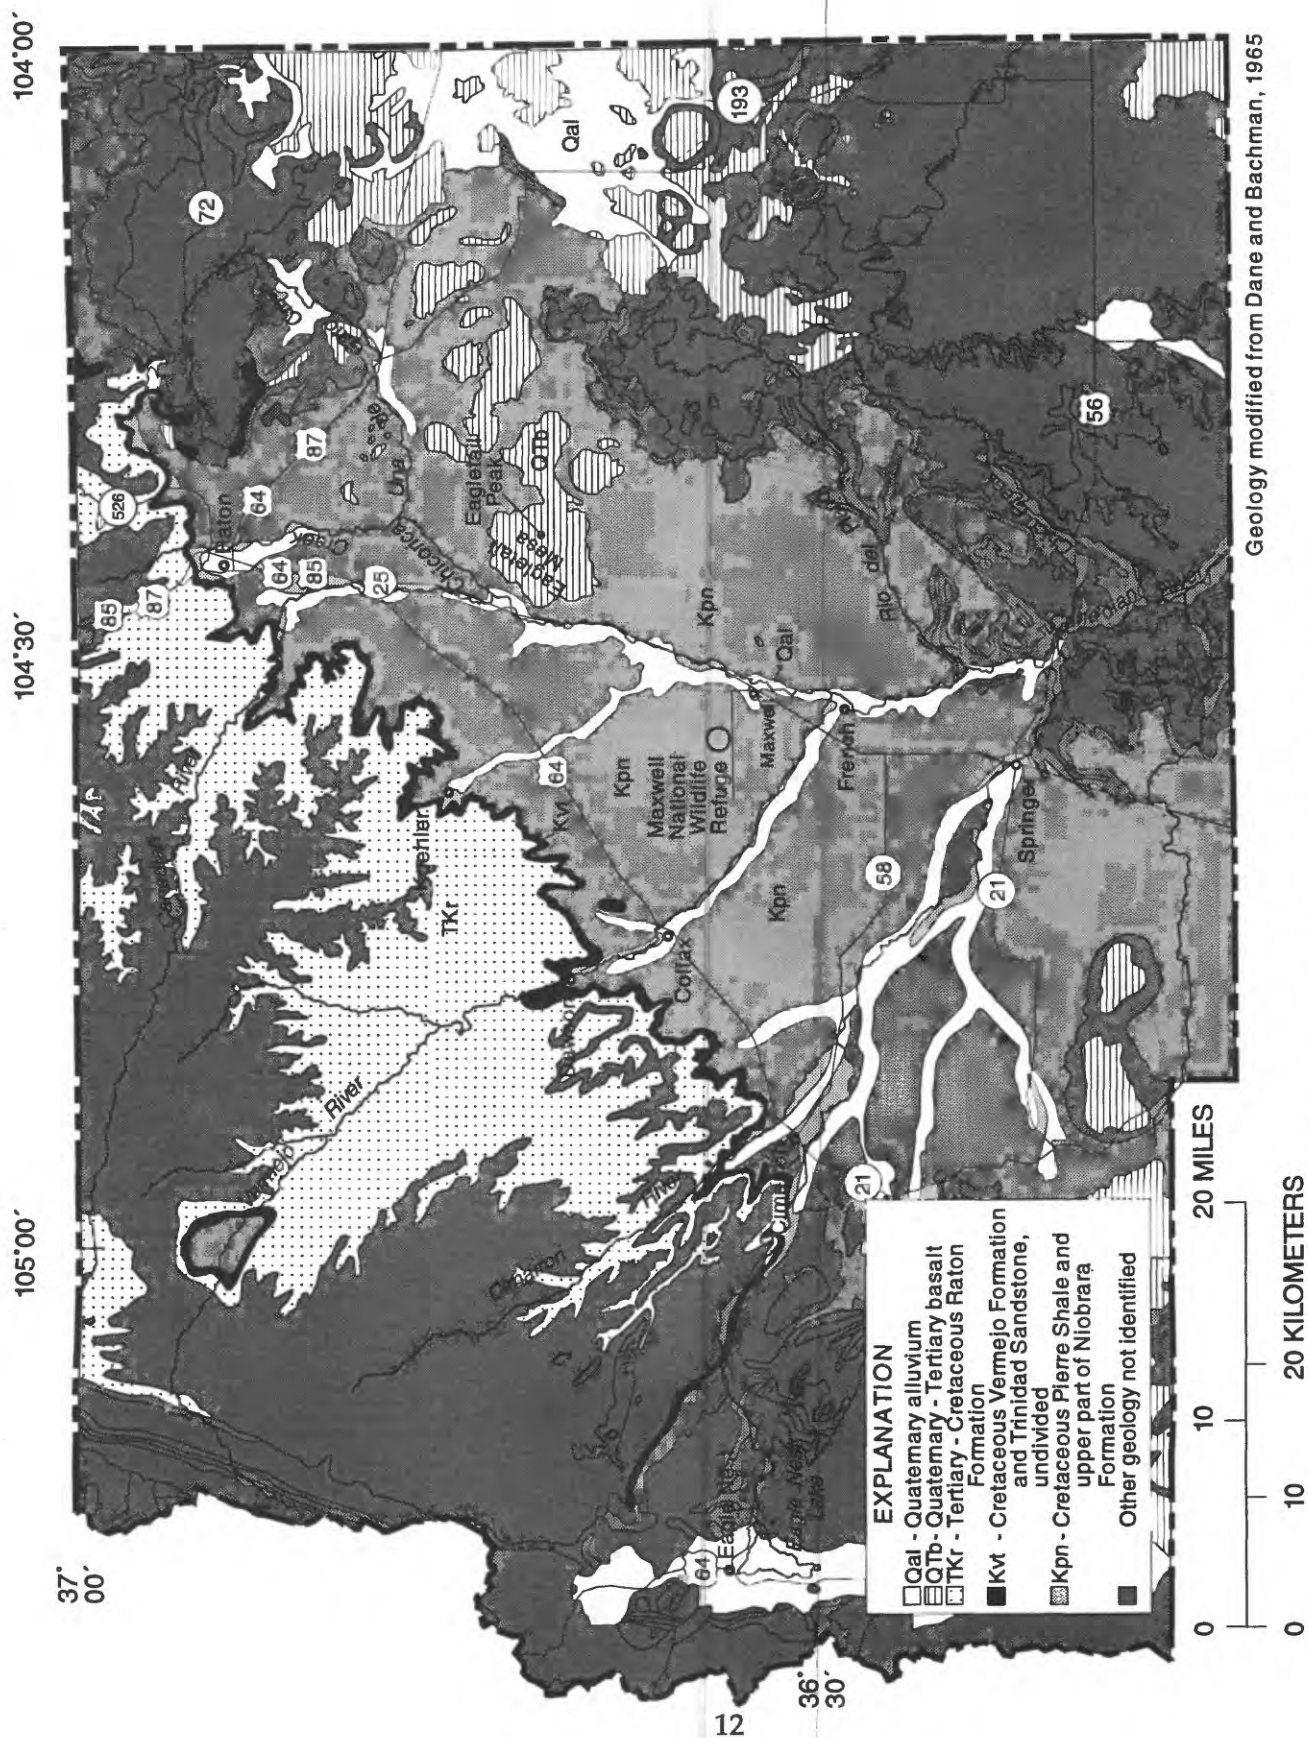 104°00´
104°30´
105°00´
37°
00´
36°
30´
72
526
Raton
64
87
85
87
64
85
25
Creek
Una
Chicorica
Eagletail
Peak
Eagletail
Mesa
QTb
Qal
193
River
TKr
Kvt
64
Kpn
Maxwell
National
Wildlife
Refuge
Kpn
Qal
Maxwell
French
Rio
del
56
River
Colfax
Kpn
58
Springer
21
21
River
Vermejo
River
Cimarron
64
Eagle Nest
Lake
EXPLANATION
Qal - Quaternary alluvium
QTb - Quaternary - Tertiary basalt
TKr - Tertiary - Cretaceous Raton
Formation
Kvt - Cretaceous Vermejo Formation
and Trinidad Sandstone,
undivided
Kpn - Cretaceous Pierre Shale and
upper part of Niobrara
Formation
Other geology not identified
0 10 20 MILES
0 10 20 KILOMETERS
Geology modified from Dane and Bachman, 1965
12